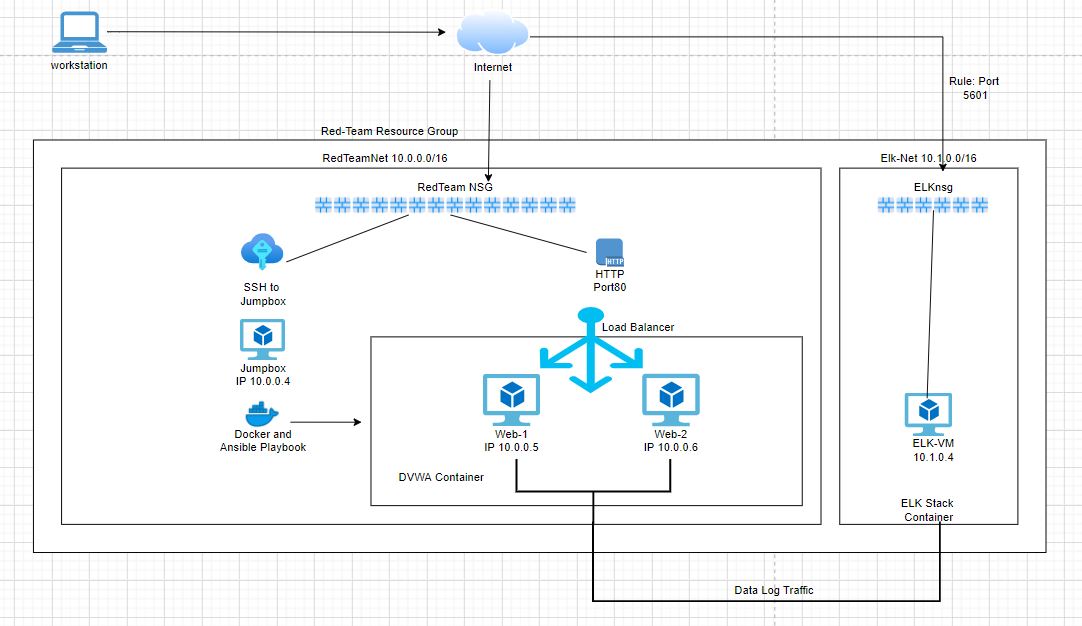 workstation
Internet
Rule: Port
5601
Red-Team Resource Group
RedTeamNet 10.0.0.0/16
Elk-Net 10.1.0.0/16
RedTeam NSG
ELKnsg
SSH to
Jumpbox
HTTP
HTTP
Port80
Load Balancer
Jumpbox
IP 10.0.0.4
Docker and
Ansible Playbook
Web-1
IP 10.0.0.5
Web-2
IP 10.0.0.6
ELK-VM
10.1.0.4
DVWA Container
ELK Stack
Container
Data Log Traffic